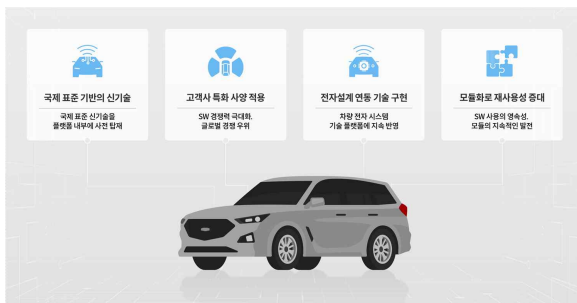 국제 표준 기반의 신기술
국제 표준 신기술을
플랫폼 내부에 사전 탑재
고객사 특화 사양 적용
SW 경쟁력 극대화,
글로벌 경쟁 우위
전자설계 연동 기술 구현
차량 전자 시스템
기술 플랫폼에 지속 반영
모듈화로 재사용성 증대
SW 사용의 영속성,
모듈의 지속적인 발전